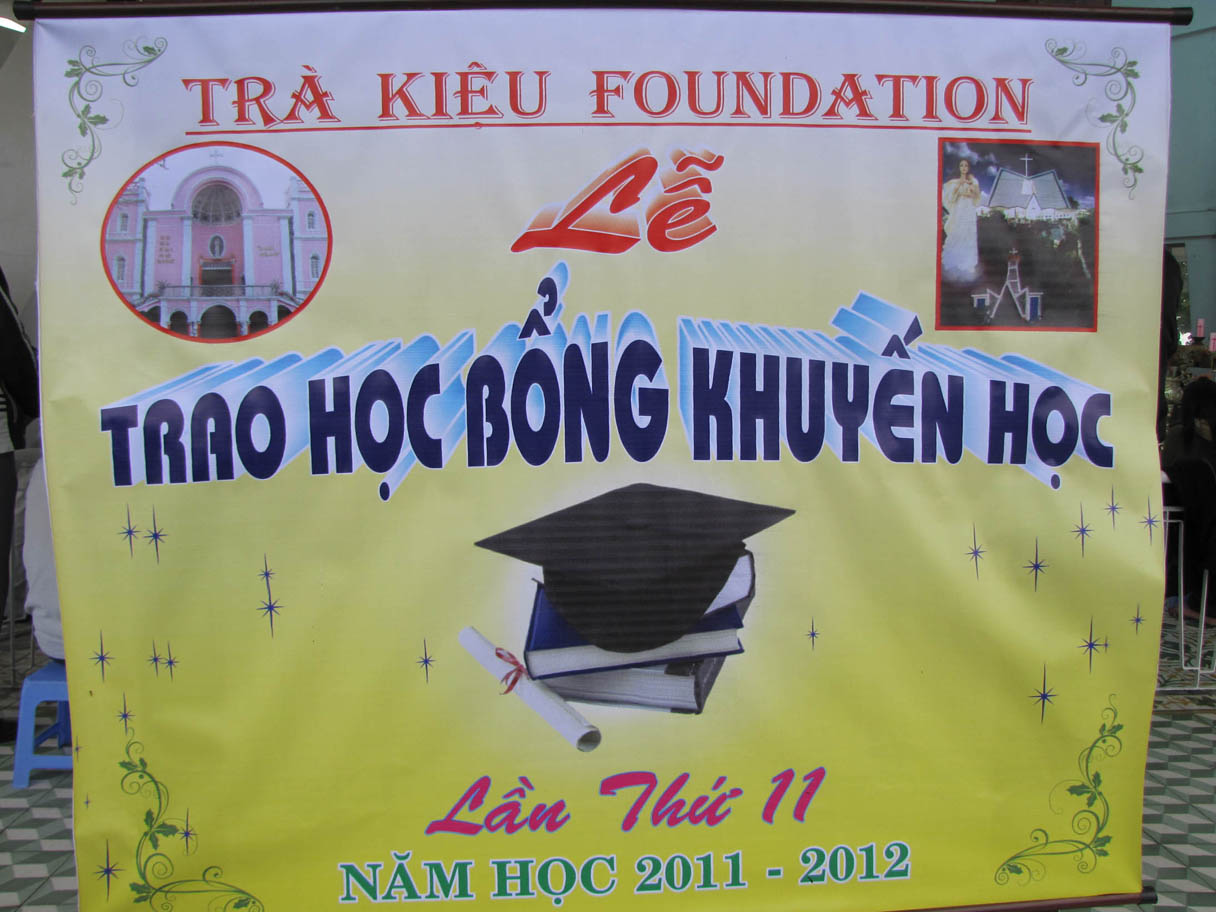 TRÀ KIỆU FOUNDATION
Lễ
TRAO HỌC BỔNG KHUYẾN HỌC
Lần Thứ 11
NĂM HỌC 2011 - 2012